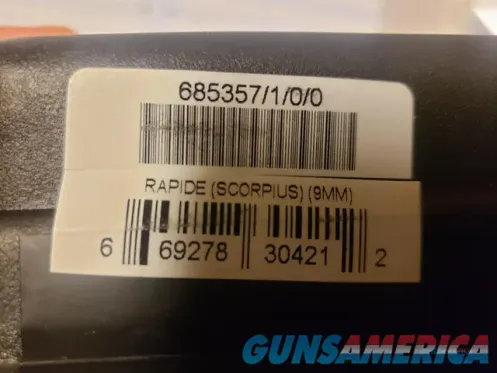 685357/1/0/0
RAPIDE (SCORPIUS) (9MM)
6 69278 30421 2
GUNSAMERICA